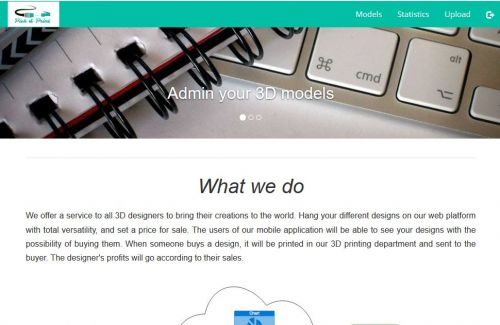 Pick & Print
Models Statistics Upload
alt
cmd
Admin your 3D models
What we do
We offer a service to all 3D designers to bring their creations to the world. Hang your different designs on our web platform
with total versatility, and set a price for sale. The users of our mobile application will be able to see your designs with the
possibility of buying them. When someone buys a design, it will be printed in our 3D printing department and sent to the
buyer. The designer's profits will go according to their sales.
Chart